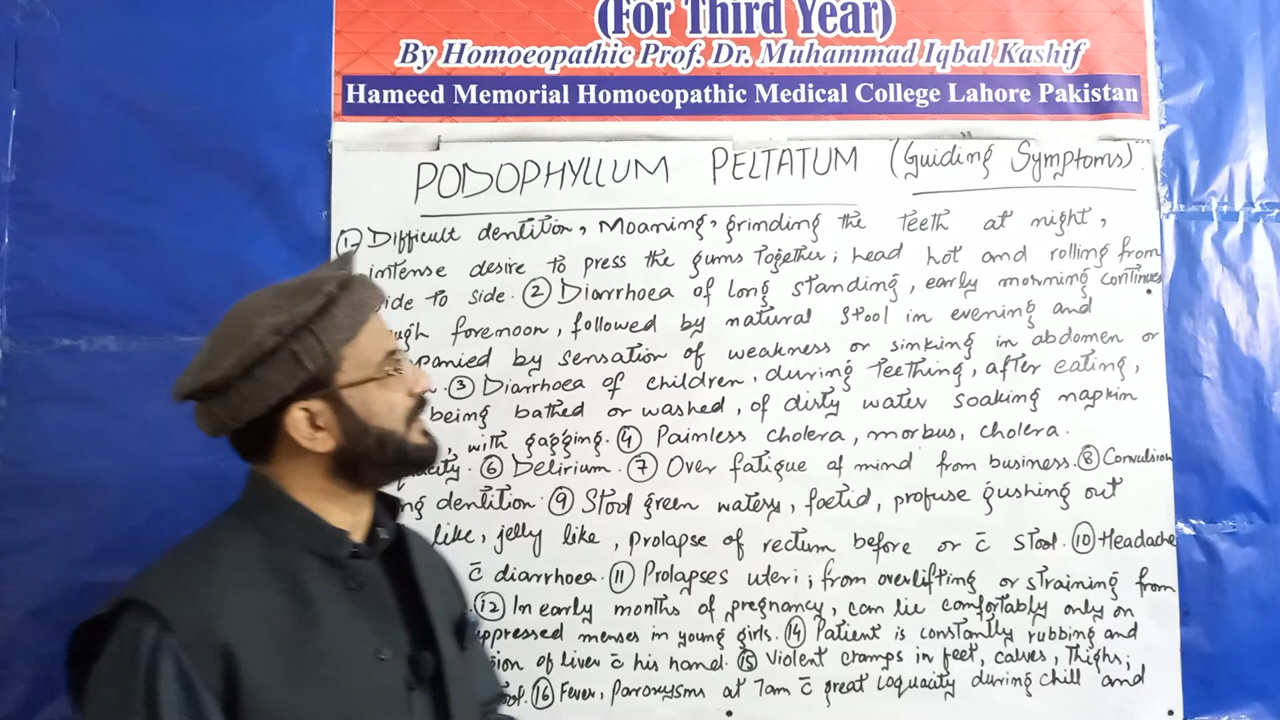 (For Third Year)
By Homoeopathic Prof. Dr. Muhammad Iqbal Kashif
Hameed Memorial Homoeopathic Medical College Lahore Pakistan
PODOPHYLLUM PELTATUM (Guiding Symptoms)
① Difficult dentition, Moaning, grinding the teeth at night,
intense desire to press the gums together; head hot and rolling from
side to side. ② Diarrhoea of long standing, early morning continues
forenoon, followed by natural stool in evening and
by sensation of weakness or sinking in abdomen or
③ Diarrhoea of children, during teething, after eating,
being bathed or washed, of dirty water soaking napkin
, with gagging. ④ Painless cholera, morbus, cholera.
⑥ Delirium. ⑦ Over fatigue of mind from business. ⑧ Convulsion
dentition. ⑨ Stool green watery, foetid, profuse gushing out
like, jelly like, prolapse of rectum before or c̄ stool. ⑩ Headache
c̄ diarrhoea. ⑪ Prolapses uteri; from overlifting or straining from
⑫ In early months of pregnancy, can lie comfortably only on
menses in young girls. ⑭ Patient is constantly rubbing and
of liver c̄ his hand. ⑮ Violent cramps in feet, calves, thighs;
⑯ Fever, Paroxysms at 7am c̄ great loquacity during chill and